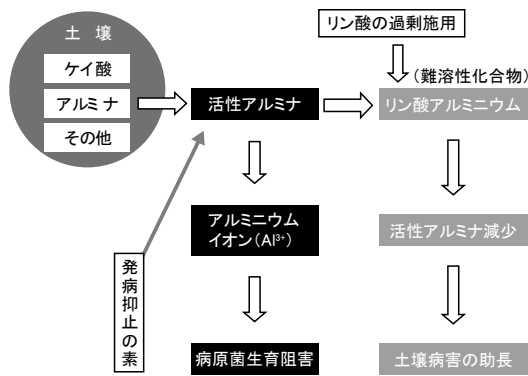 土 壌
ケイ酸
アルミナ
その他
リン酸の過剰施用
(難溶性化合物)
活性アルミナ
リン酸アルミニウム
アルミニウム
イオン(Al³⁺)
活性アルミナ減少
発病抑止の素
病原菌生育阻害
土壌病害の助長